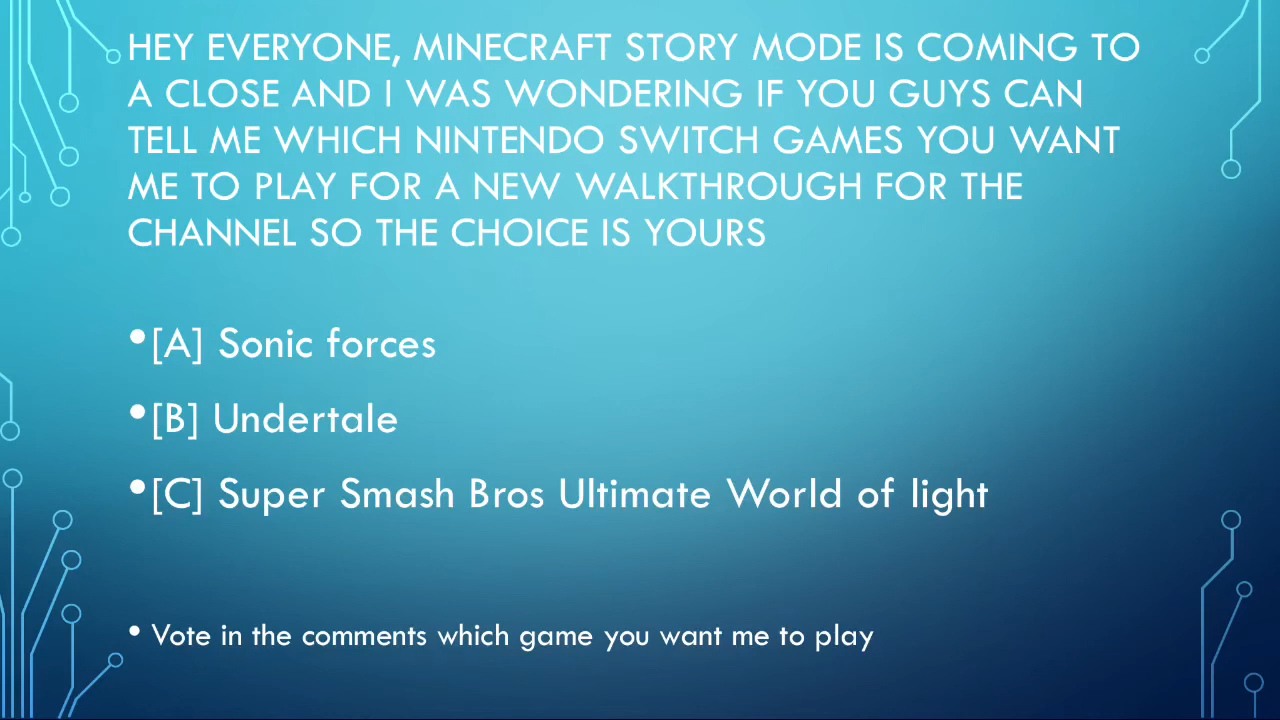 HEY EVERYONE, MINECRAFT STORY MODE IS COMING TO
A CLOSE AND I WAS WONDERING IF YOU GUYS CAN
TELL ME WHICH NINTENDO SWITCH GAMES YOU WANT
ME TO PLAY FOR A NEW WALKTHROUGH FOR THE
CHANNEL SO THE CHOICE IS YOURS
•[A] Sonic forces
•[B] Undertale
•[C] Super Smash Bros Ultimate World of light
• Vote in the comments which game you want me to play